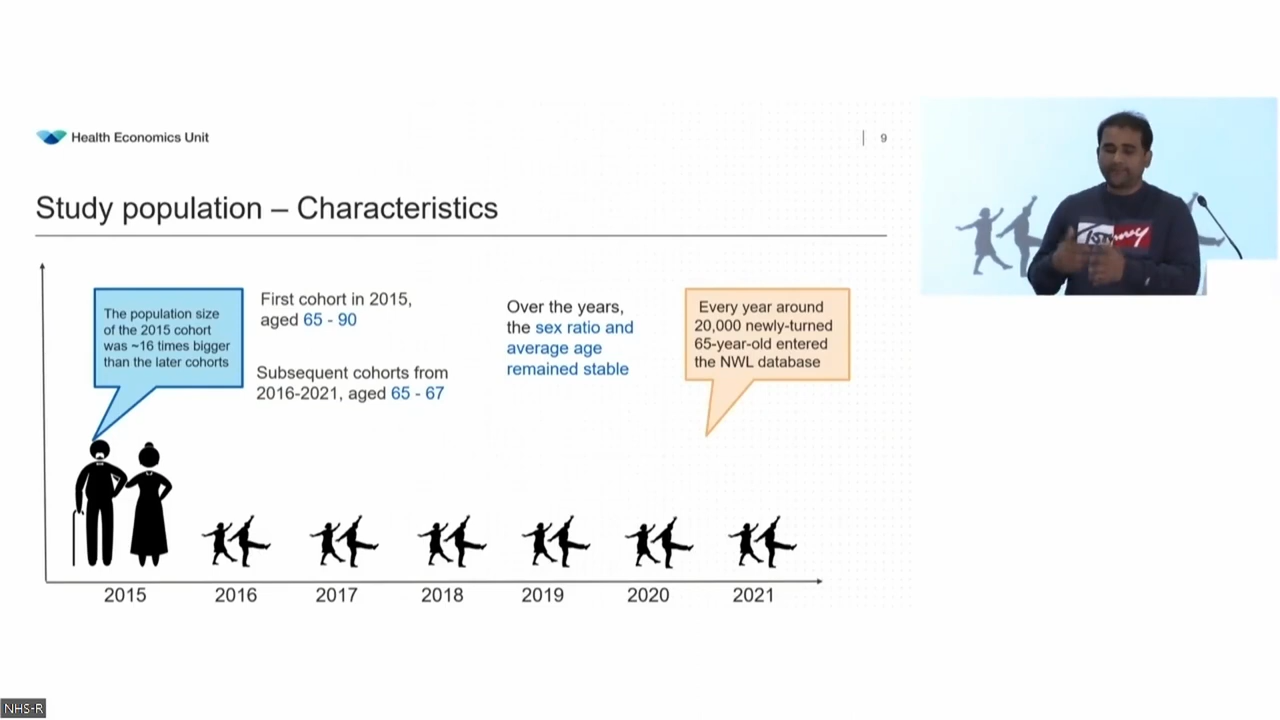 Health Economics Unit
9
Study population – Characteristics
The population size
of the 2015 cohort
was ~16 times bigger
than the later cohorts
First cohort in 2015,
aged 65 - 90
Subsequent cohorts from
2016-2021, aged 65 - 67
Over the years,
the sex ratio and
average age
remained stable
Every year around
20,000 newly-turned
65-year-old entered
the NWL database
2015 2016 2017 2018 2019 2020 2021
Tommy
NHS-R